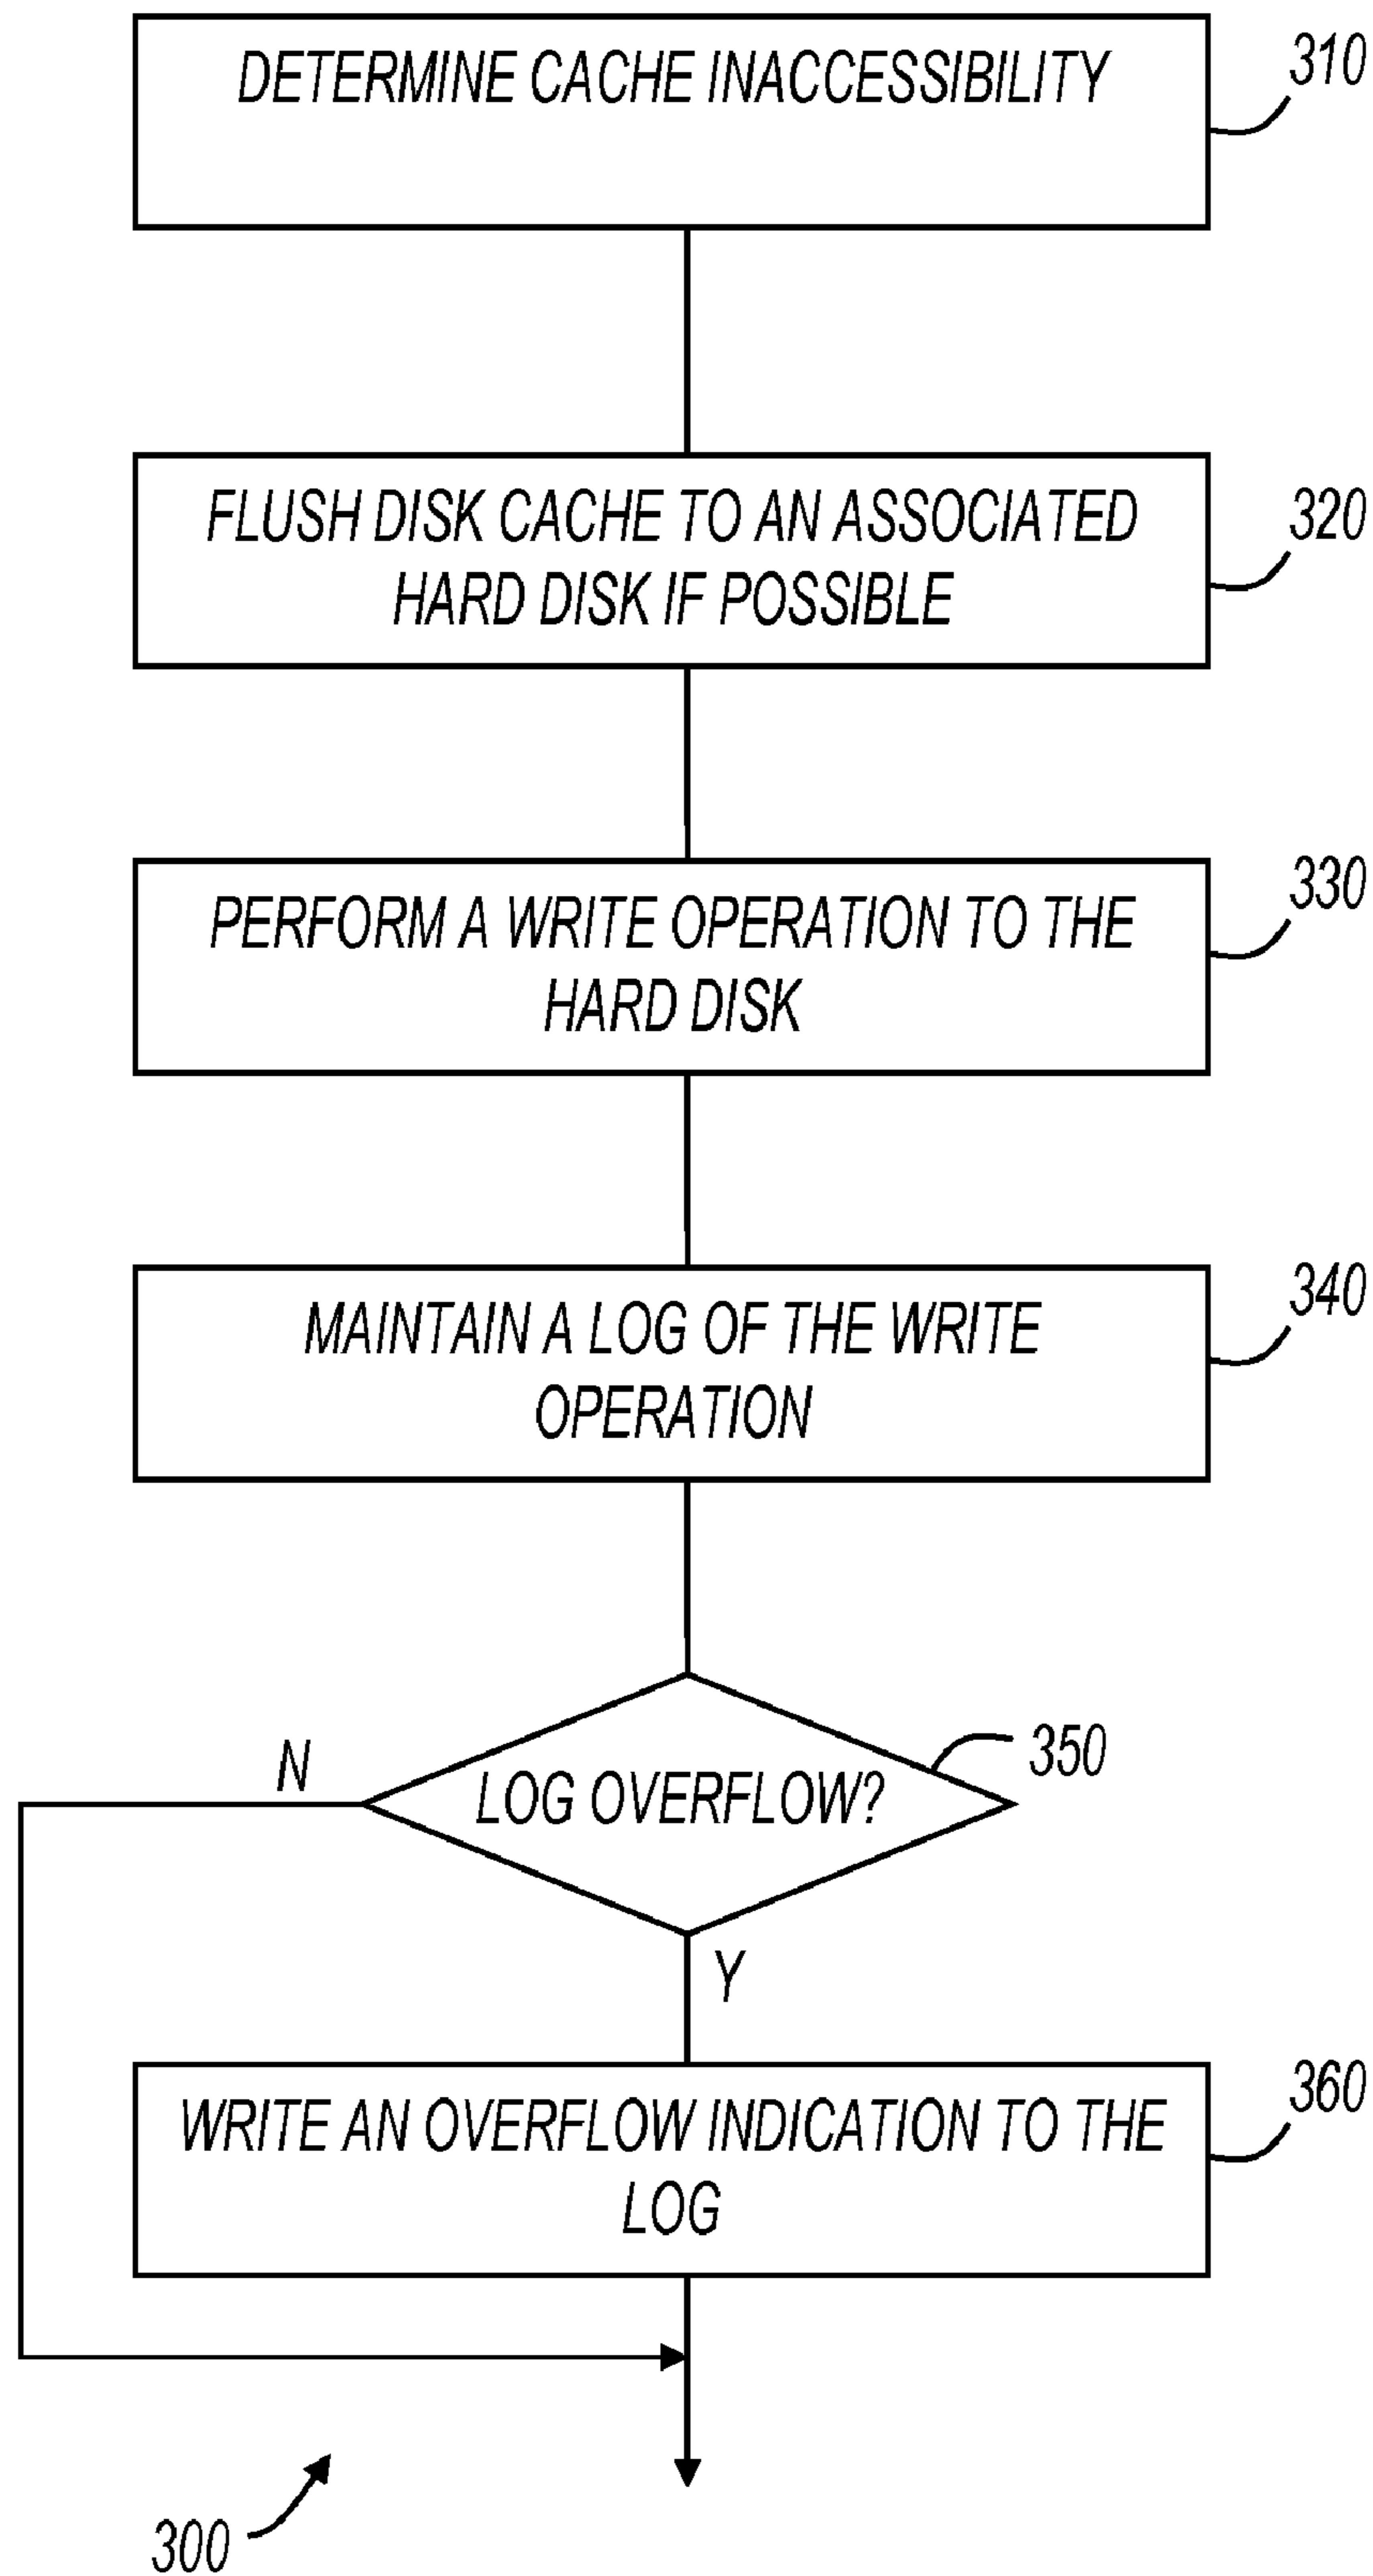 DETERMINE CACHE INACCESSIBILITY
310
FLUSH DISK CACHE TO AN ASSOCIATED
HARD DISK IF POSSIBLE
320
PERFORM A WRITE OPERATION TO THE
HARD DISK
330
MAINTAIN A LOG OF THE WRITE
OPERATION
340
N
LOG OVERFLOW?
350
Y
WRITE AN OVERFLOW INDICATION TO THE
LOG
360
300